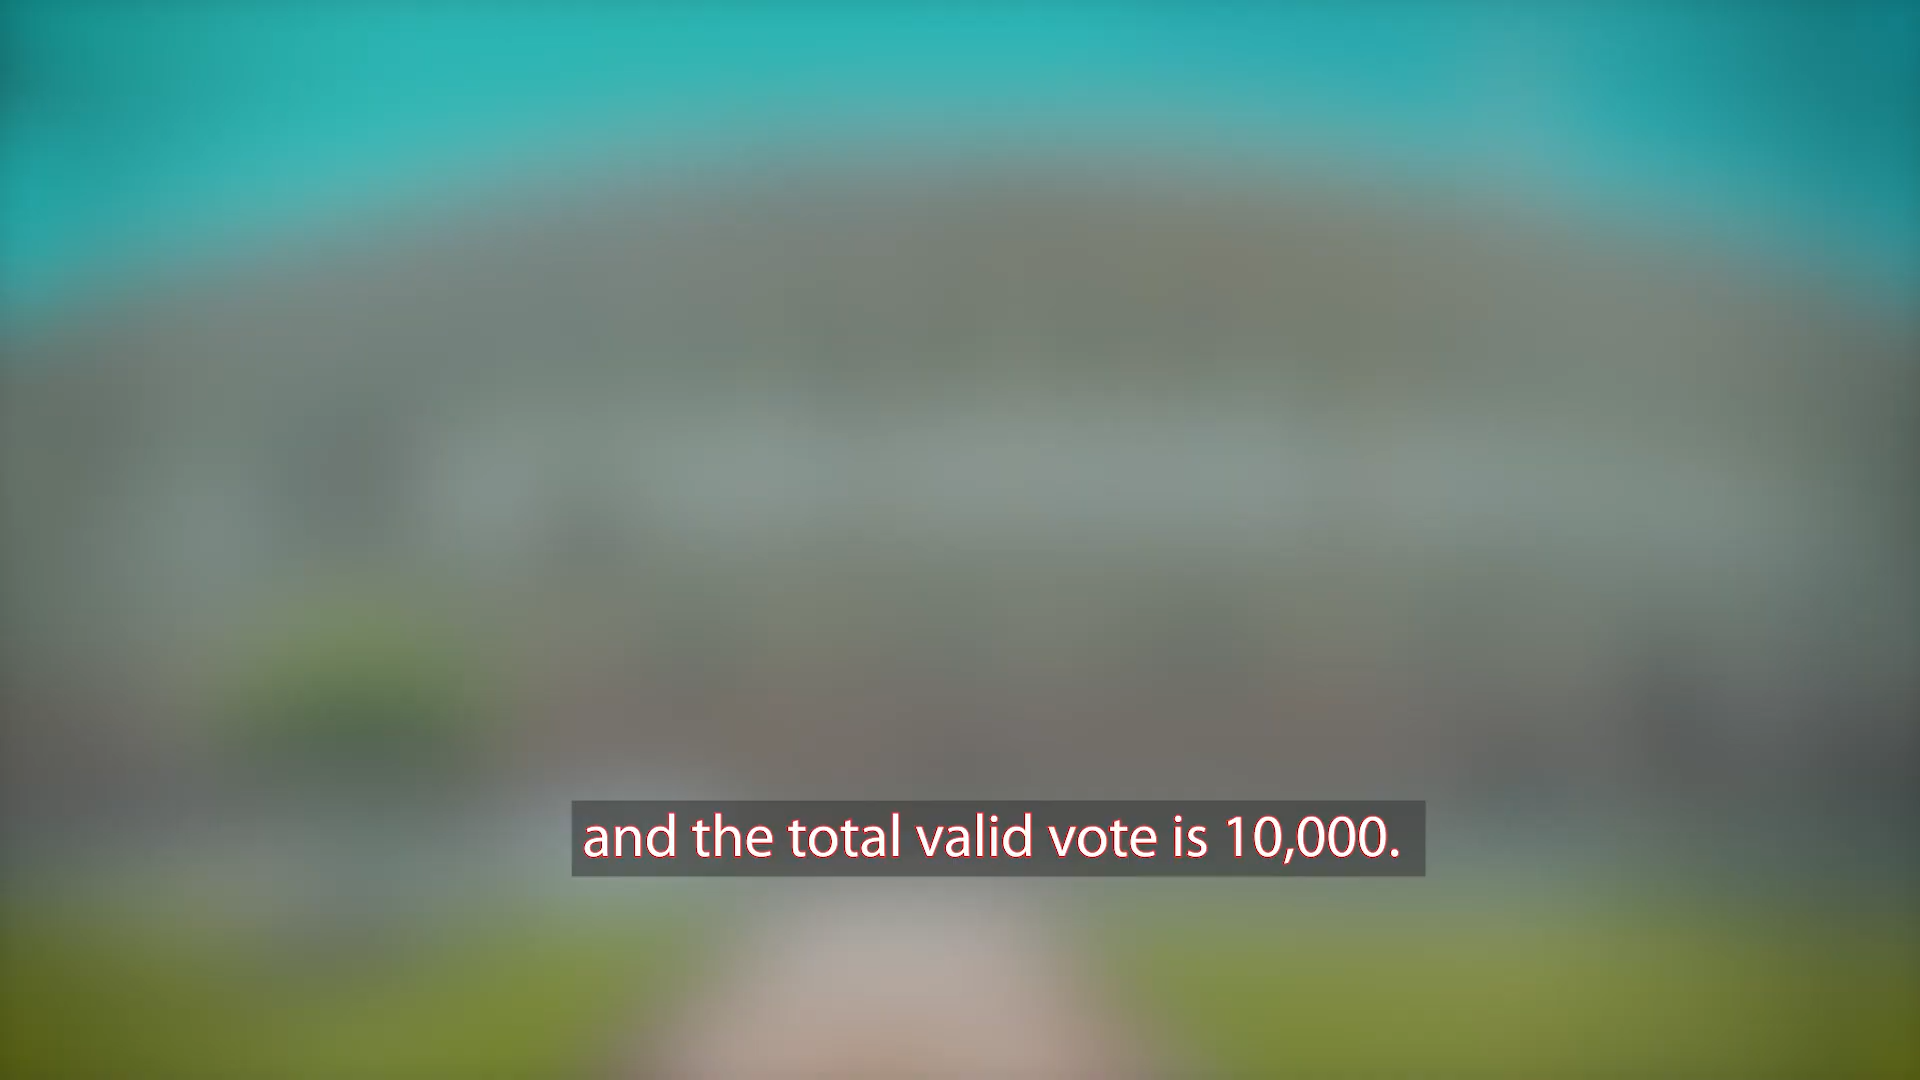 and the total valid vote is 10,000.